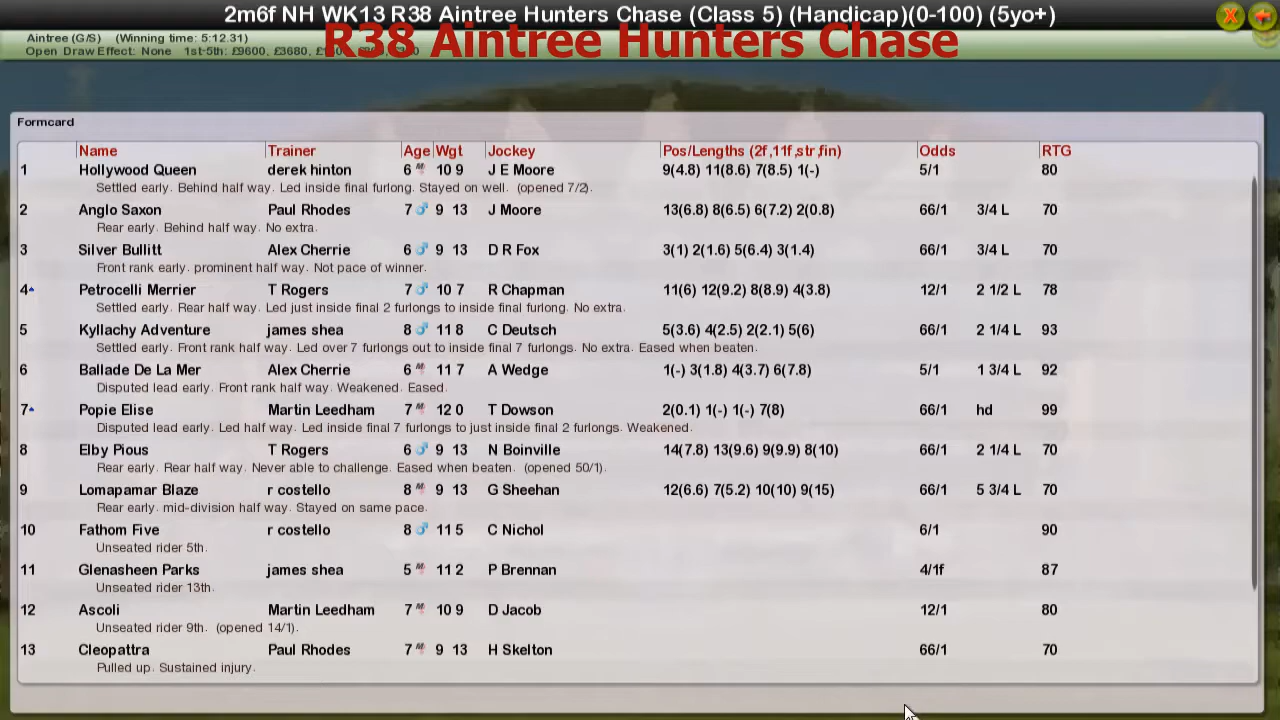 2m6f NH WK13 R38 Aintree Hunters Chase (Class 5) (Handicap)(0-100) (5yo+)
R38 Aintree Hunters Chase
Aintree (G/S) (Winning time: 5:12.31)
Open Draw Effect: None 1st-5th: £9600, £3680,
Formcard
Name Trainer Age Wgt Jockey Pos/Lengths (2f,11f,str,fin) Odds RTG
1 Hollywood Queen derek hinton 6 10 9 J E Moore 9(4.8) 11(8.6) 7(8.5) 1(-) 5/1 80
Settled early. Behind half way. Led inside final furlong. Stayed on well. (opened 7/2).
2 Anglo Saxon Paul Rhodes 7 9 13 J Moore 13(6.8) 8(6.5) 6(7.2) 2(0.8) 66/1 3/4 L 70
Rear early. Behind half way. No extra.
3 Silver Bullitt Alex Cherrie 6 9 13 D R Fox 3(1) 2(1.6) 5(6.4) 3(1.4) 66/1 3/4 L 70
Front rank early. prominent half way. Not pace of winner.
4 Petrocelli Merrier T Rogers 7 10 7 R Chapman 11(6) 12(9.2) 8(8.9) 4(3.8) 12/1 2 1/2 L 78
Settled early. Rear half way. Led just inside final 2 furlongs to inside final furlong. No extra.
5 Kyllachy Adventure james shea 8 11 8 C Deutsch 5(3.6) 4(2.5) 2(2.1) 5(6) 66/1 2 1/4 L 93
Settled early. Front rank half way. Led over 7 furlongs out to inside final 7 furlongs. No extra. Eased when beaten.
6 Ballade De La Mer Alex Cherrie 6 11 7 A Wedge 1(-) 3(1.8) 4(3.7) 6(7.8) 5/1 1 3/4 L 92
Disputed lead early. Front rank half way. Weakened. Eased.
7 Popie Elise Martin Leedham 7 12 0 T Dowson 2(0.1) 1(-) 1(-) 7(8) 66/1 hd 99
Disputed lead early. Led half way. Led inside final 7 furlongs to just inside final 2 furlongs. Weakened.
8 Elby Pious T Rogers 6 9 13 N Boinville 14(7.8) 13(9.6) 9(9.9) 8(10) 66/1 2 1/4 L 70
Rear early. Rear half way. Never able to challenge. Eased when beaten. (opened 50/1).
9 Lomapamar Blaze r costello 8 9 13 G Sheehan 12(6.6) 7(5.2) 10(10) 9(15) 66/1 5 3/4 L 70
Rear early. mid-division half way. Stayed on same pace.
10 Fathom Five r costello 8 11 5 C Nichol 6/1 90
Unseated rider 5th.
11 Glenasheen Parks james shea 5 11 2 P Brennan 4/1f 87
Unseated rider 13th.
12 Ascoli Martin Leedham 7 10 9 D Jacob 12/1 80
Unseated rider 9th. (opened 14/1).
13 Cleopattra Paul Rhodes 7 9 13 H Skelton 66/1 70
Pulled up. Sustained injury.